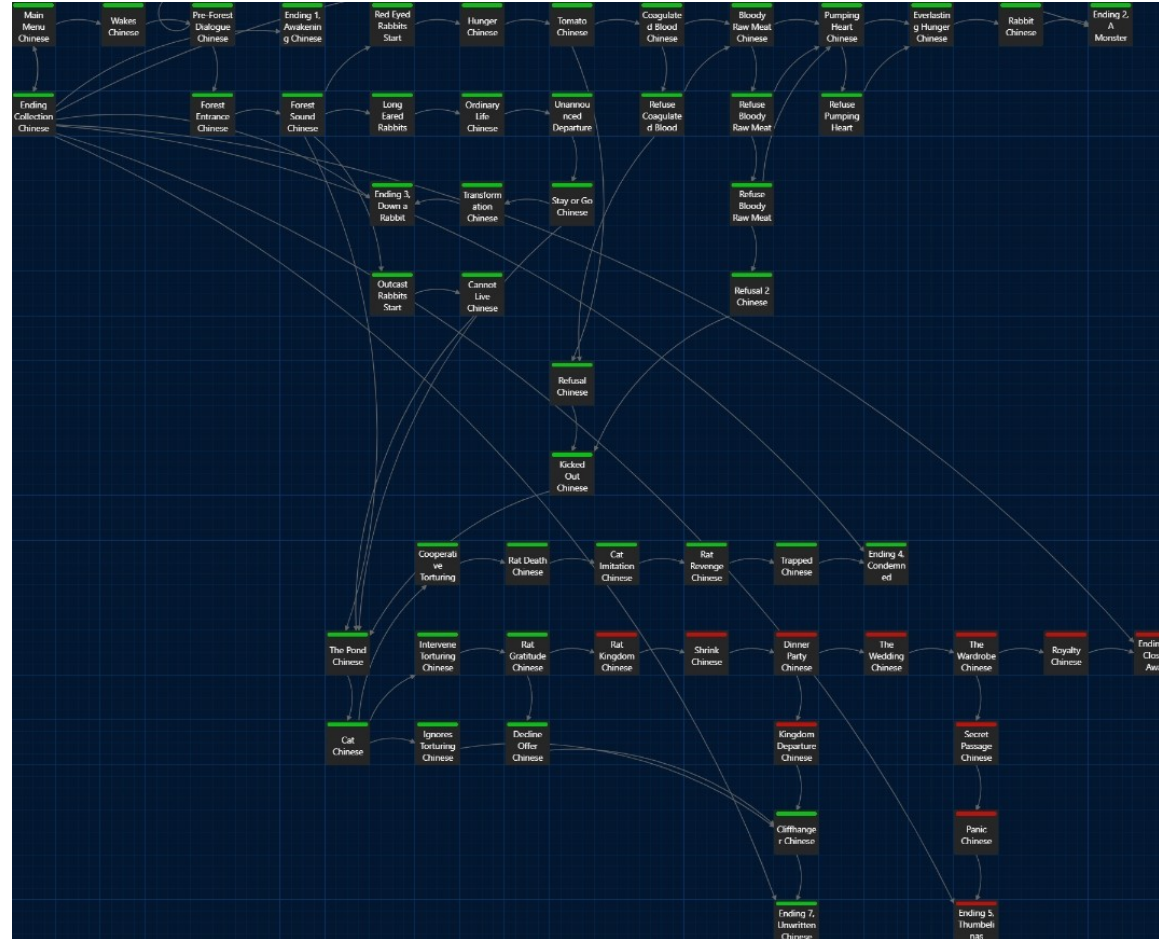 Main
Menu
Chinese
Wakes
Chinese
Pre-Forest
Dialogue
Chinese
Ending 1,
Awakenin
g Chinese
Red Eyed
Rabbits
Start
Hunger
Chinese
Tomato
Chinese
Coagulate
d Blood
Chinese
Bloody
Raw Meat
Chinese
Pumping
Heart
Chinese
Everlasting
Hunger
Chinese
Rabbit
Chinese
Ending 2,
A
Monster
Ending
Collection
Chinese
Forest
Entrance
Chinese
Forest
Sound
Chinese
Long
Eared
Rabbits
Ordinary
Life
Chinese
Unannou
nced
Departure
Refuse
Coagulate
d Blood
Refuse
Bloody
Raw Meat
Refuse
Pumping
Heart
Ending 3,
Down a
Rabbit
Transform
ation
Chinese
Stay or Go
Chinese
Refuse
Bloody
Raw Meat
Outcast
Rabbits
Start
Cannot
Live
Chinese
Refusal 2
Chinese
Refusal
Chinese
Kicked
Out
Chinese
Cooperati
ve
Torturing
Rat Death
Chinese
Cat
Imitation
Chinese
Rat
Revenge
Chinese
Trapped
Chinese
Ending 4,
Condemn
ed
The Pond
Chinese
Intervene
Torturing
Chinese
Rat
Gratitude
Chinese
Rat
Kingdom
Chinese
Shrink
Chinese
Dinner
Party
Chinese
The
Wedding
Chinese
The
Wardrobe
Chinese
Royalty
Chinese
Ending
Clos
Awa
Cat
Chinese
Ignores
Torturing
Chinese
Decline
Offer
Chinese
Kingdom
Departure
Chinese
Secret
Passage
Chinese
Cliffhange
r Chinese
Panic
Chinese
Ending 7,
Unwritten
Chinese
Ending 5,
Thumbeli
nas